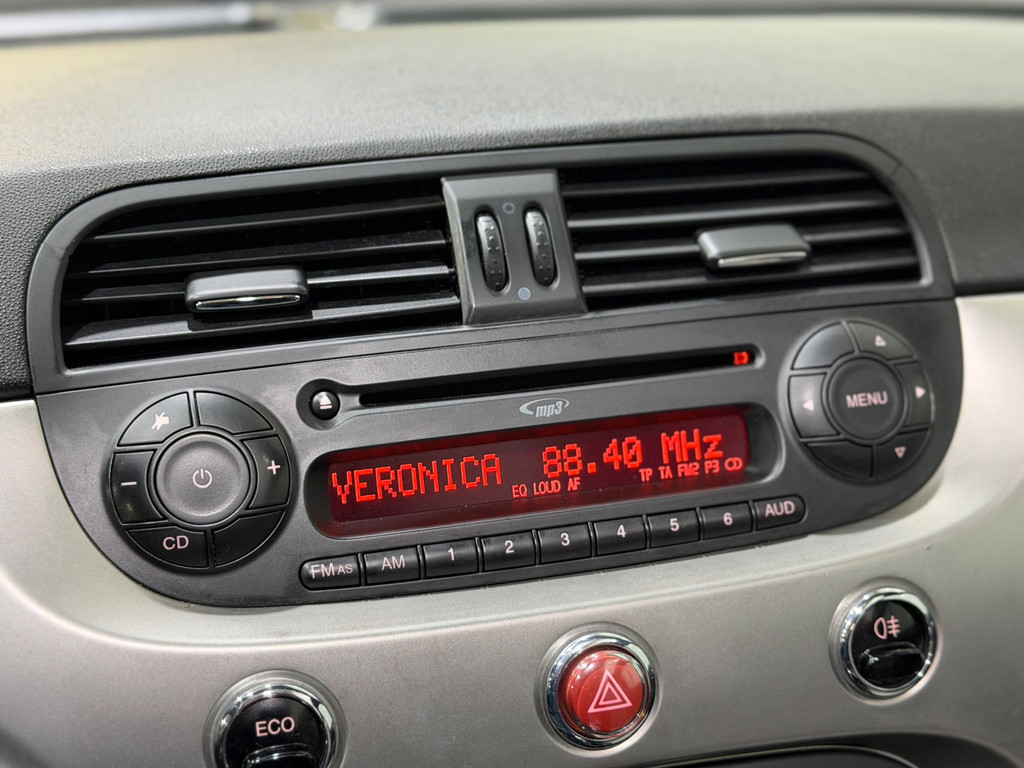 mp3
MENU
VERONICA 88.40 MHz
EQ LOUD AF TP TA FM2 P3 CD
− +
CD
FM AS AM 1 2 3 4 5 6 AUD
ECO